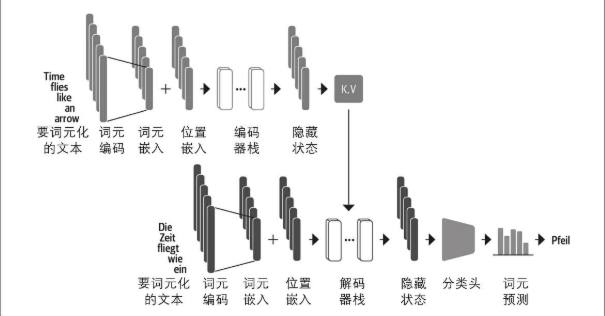 Time
flies
like
an
arrow
要词元化
的文本
词元
编码
词元
嵌入
+
位置
嵌入
...
编码
器栈
隐藏
状态
K.V
Die
Zeit
fliegt
wie
ein
要词元化
的文本
词元
编码
词元
嵌入
+
位置
嵌入
...
解码
器栈
隐藏
状态
分类头
词元
预测
Pfeil